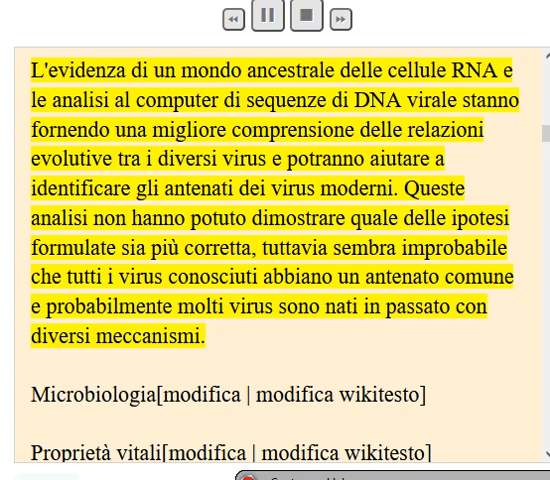 L'evidenza di un mondo ancestrale delle cellule RNA e
le analisi al computer di sequenze di DNA virale stanno
fornendo una migliore comprensione delle relazioni
evolutive tra i diversi virus e potranno aiutare a
identificare gli antenati dei virus moderni. Queste
analisi non hanno potuto dimostrare quale delle ipotesi
formulate sia più corretta, tuttavia sembra improbabile
che tutti i virus conosciuti abbiano un antenato comune
e probabilmente molti virus sono nati in passato con
diversi meccanismi.
Microbiologia[modifica | modifica wikitesto]
Proprietà vitali[modifica | modifica wikitesto]